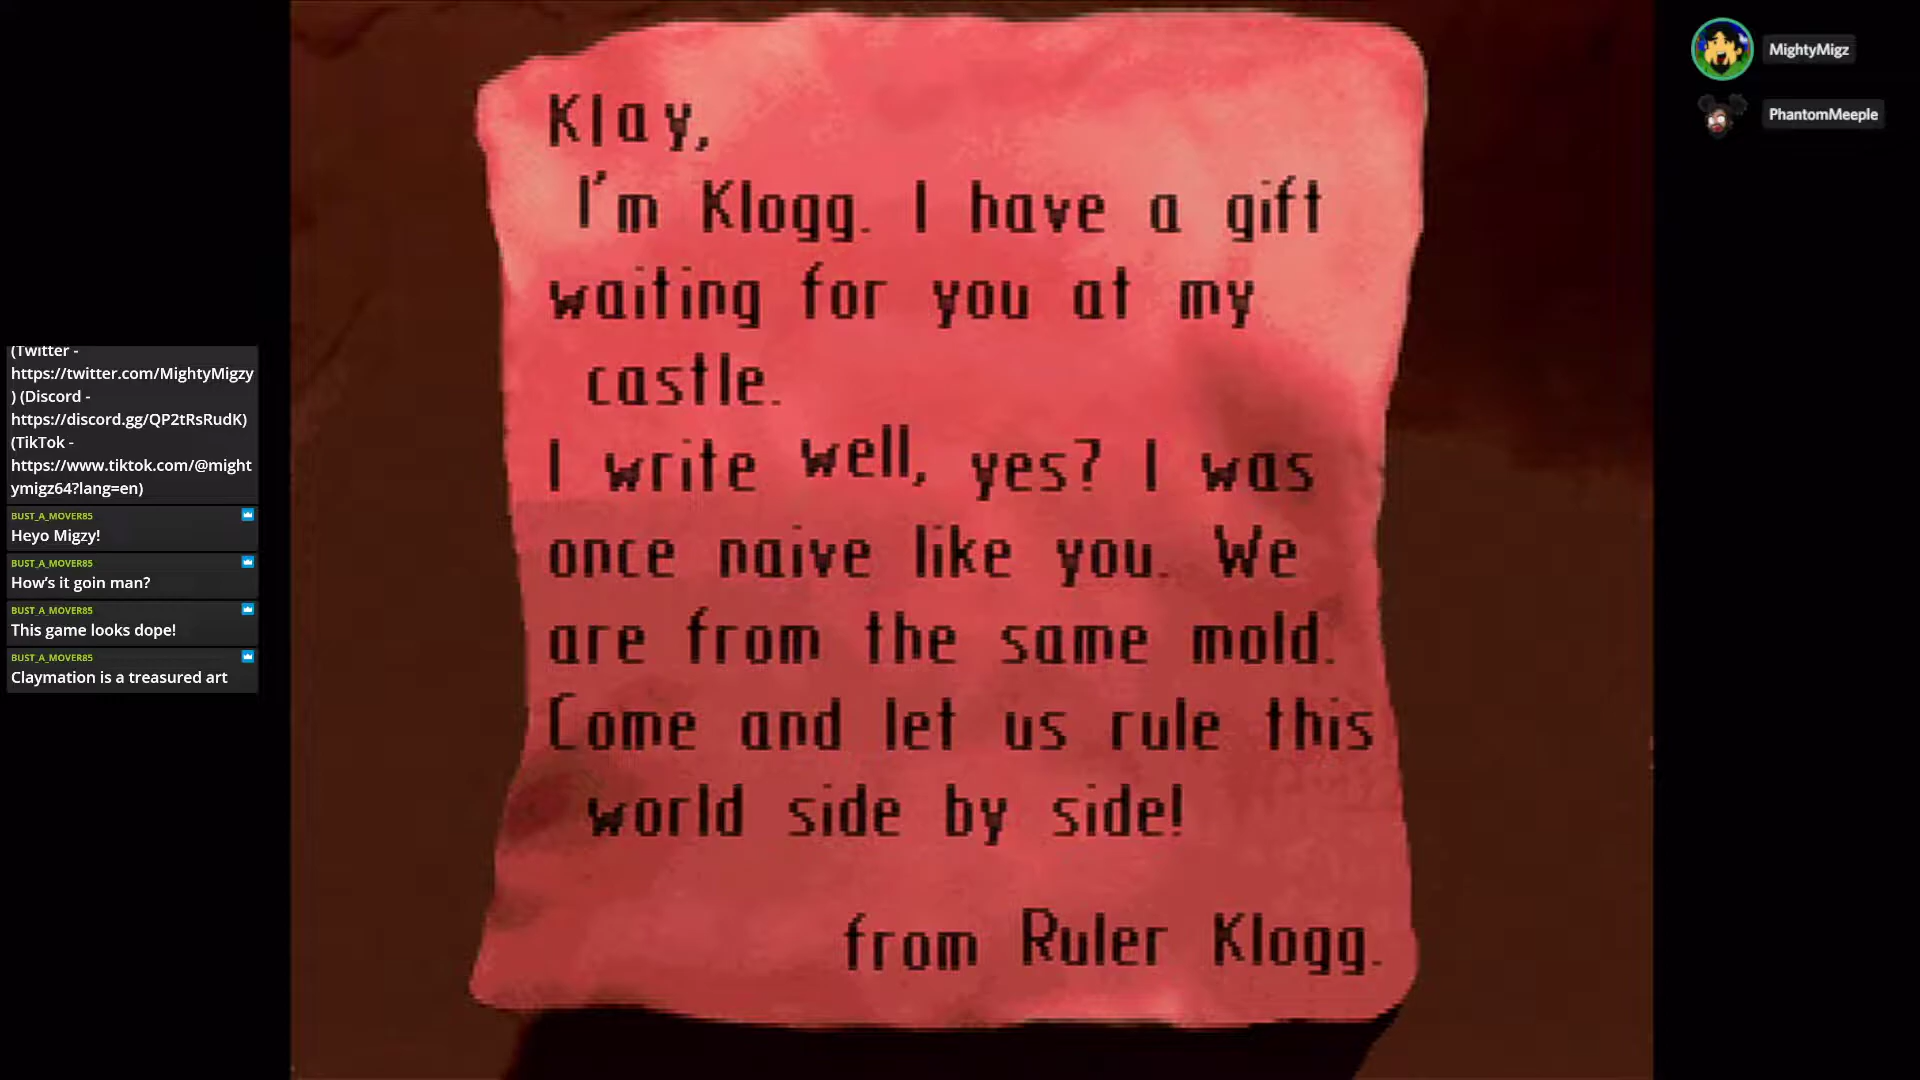 Klay,
I'm Klogg. I have a gift
waiting for you at my
castle.
I write well, yes? I was
once naive like you. We
are from the same mold.
Come and let us rule this
world side by side!
from Ruler Klogg.
(Twitter -
https://twitter.com/MightyMigzy
) (Discord -
https://discord.gg/QP2tRsRudK)
(TikTok -
https://www.tiktok.com/@might
ymigz64?lang=en)
BUST_A_MOVER85
Heyo Migzy!
BUST_A_MOVER85
How's it goin man?
BUST_A_MOVER85
This game looks dope!
BUST_A_MOVER85
Claymation is a treasured art
MightyMigz
PhantomMeeple